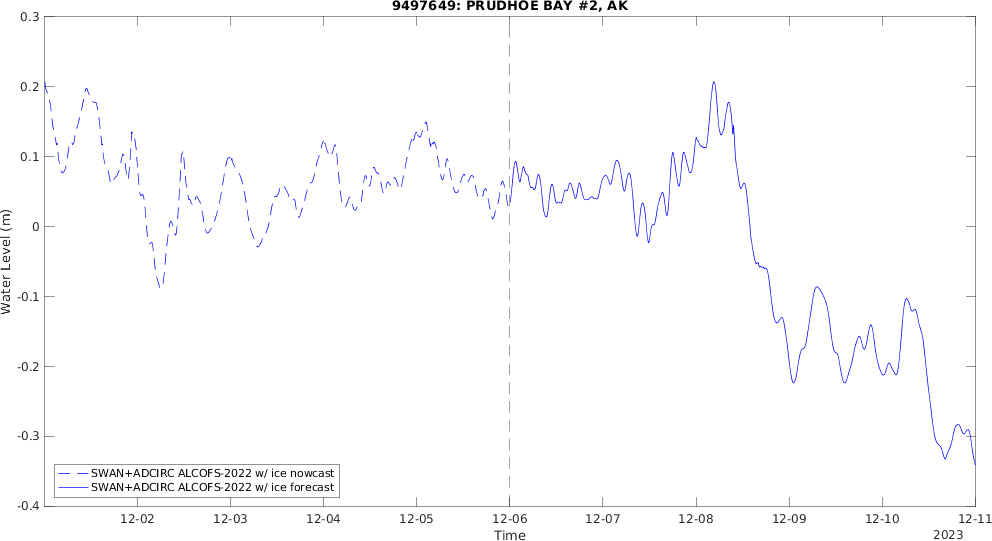 9497649: PRUDHOE BAY #2, AK
0.3
0.2
0.1
0
-0.1
-0.2
-0.3
-0.4
Water Level (m)
SWAN+ADCIRC ALCOFS-2022 w/ ice nowcast
SWAN+ADCIRC ALCOFS-2022 w/ ice forecast
12-02 12-03 12-04 12-05 12-06 12-07 12-08 12-09 12-10 12-11
Time
2023